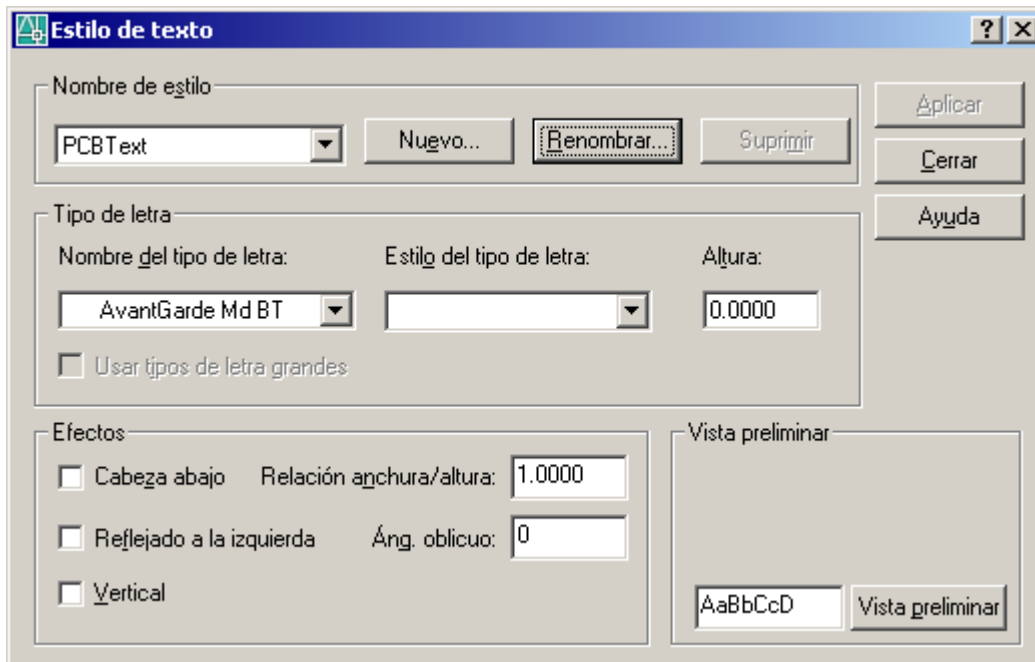 Estilo de texto
Nombre de estilo
PCBText
Nuevo...
Renombrar...
Suprimir
Aplicar
Cerrar
Ayuda
Tipo de letra
Nombre del tipo de letra:
Estilo del tipo de letra:
Altura:
AvantGarde Md BT
0.0000
Usar tipos de letra grandes
Efectos
Cabeza abajo
Relación anchura/altura:
1.0000
Reflejado a la izquierda
Áng. oblicuo:
0
Vertical
Vista preliminar
AaBbCcD
Vista preliminar